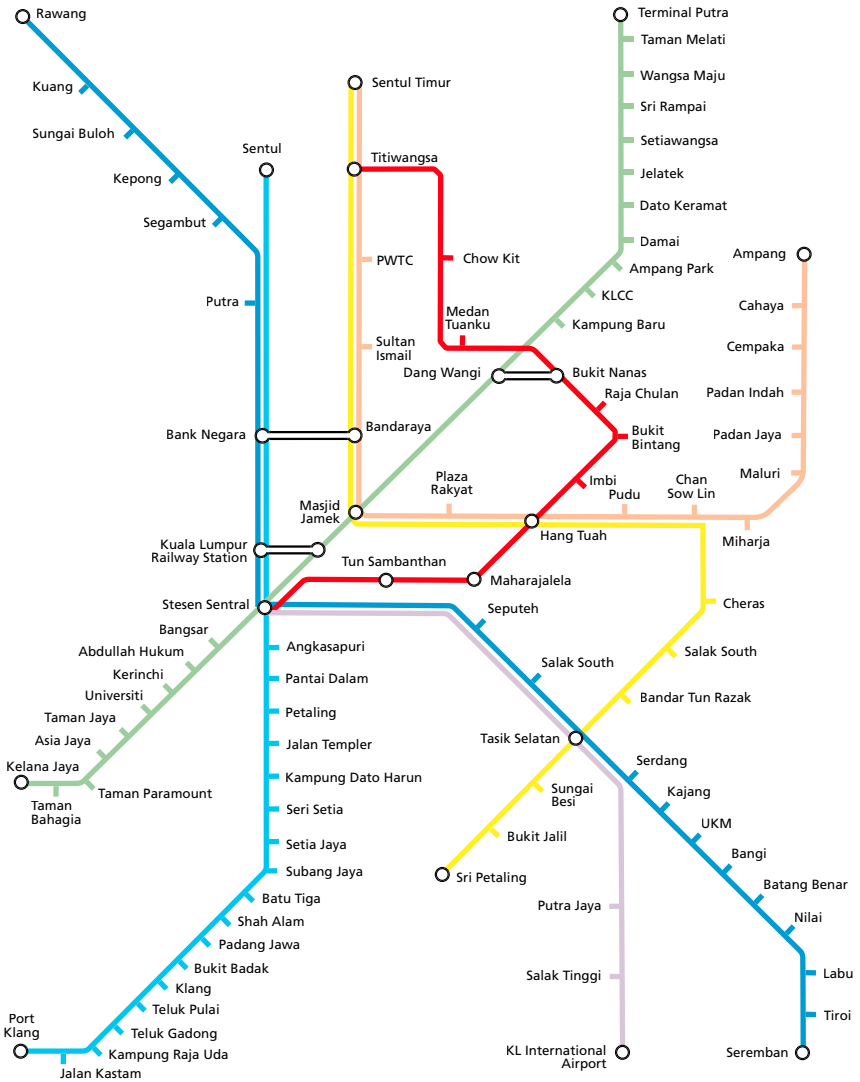 Rawang
Terminal Putra
Taman Melati
Wangsa Maju
Sri Rampai
Setiawangsa
Jelatek
Dato Keramat
Damai
Ampang Park
KLCC
Kampung Baru
Kuang
Sungai Buloh
Kepong
Segambut
Putra
Sentul
Sentul Timur
Titiwangsa
PWTC
Sultan
Ismail
Chow Kit
Medan
Tuanku
Dang Wangi
Bukit Nanas
Raja Chulan
Bukit
Bintang
Imbi
Ampang
Cahaya
Cempaka
Padan Indah
Padan Jaya
Maluri
Bank Negara
Bandaraya
Masjid
Jamek
Plaza
Rakyat
Pudu
Chan
Sow Lin
Miharja
Hang Tuah
Kuala Lumpur
Railway Station
Tun Sambanthan
Maharajalela
Stesen Sentral
Seputeh
Cheras
Bangsar
Abdullah Hukum
Kerinchi
Universiti
Taman Jaya
Asia Jaya
Kelana Jaya
Taman
Bahagia
Taman Paramount
Angkasapuri
Pantai Dalam
Petaling
Jalan Templer
Kampung Dato Harun
Seri Setia
Setia Jaya
Subang Jaya
Salak South
Salak South
Bandar Tun Razak
Tasik Selatan
Sungai
Besi
Bukit Jalil
Sri Petaling
Serdang
Kajang
UKM
Bangi
Batang Benar
Nilai
Labu
Tiroi
Seremban
Putra Jaya
Salak Tinggi
KL International
Airport
Batu Tiga
Shah Alam
Padang Jawa
Bukit Badak
Klang
Teluk Pulai
Teluk Gadong
Kampung Raja Uda
Jalan Kastam
Port
Klang